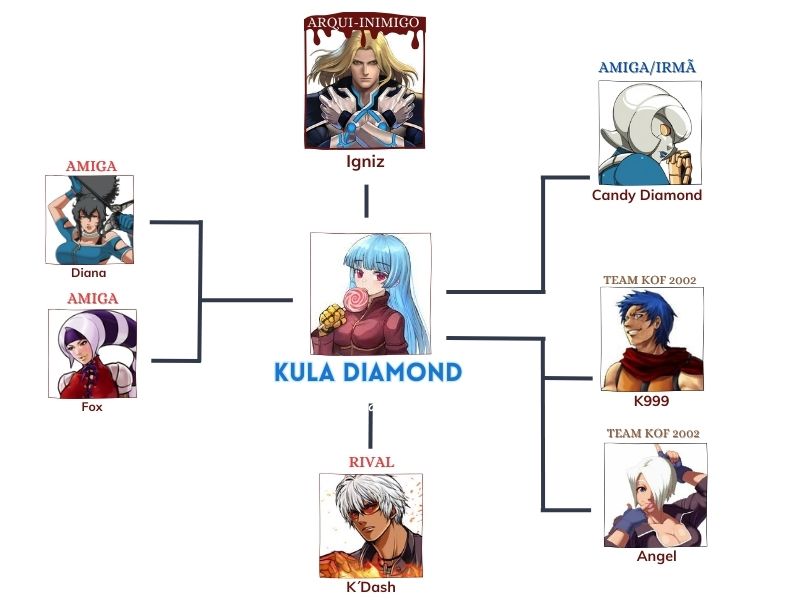 ARQUI-INIMIGO
Igniz
AMIGA/IRMÃ
Candy Diamond
AMIGA
Diana
AMIGA
Fox
KULA DIAMOND
TEAM KOF 2002
K999
TEAM KOF 2002
Angel
RIVAL
K´Dash